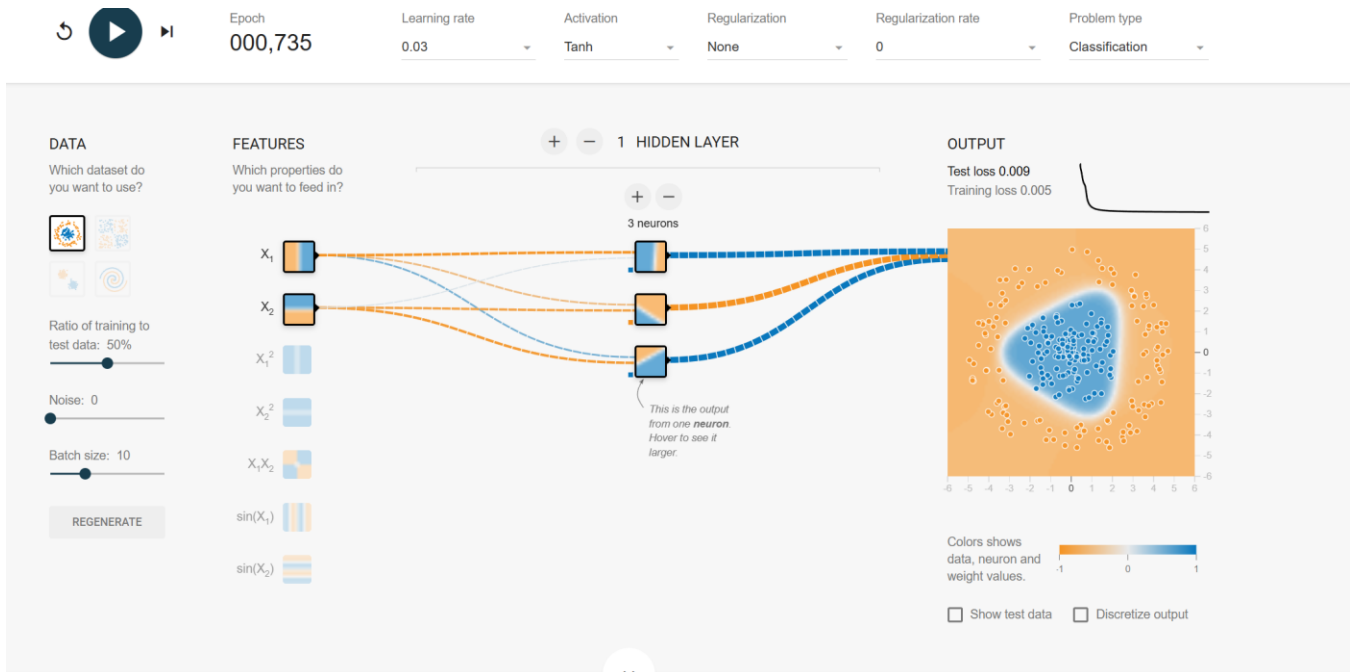 Epoch
000,735
Learning rate
0.03
Activation
Tanh
Regularization
None
Regularization rate
0
Problem type
Classification
DATA
Which dataset do
you want to use?
Ratio of training to
test data: 50%
Noise: 0
Batch size: 10
REGENERATE
FEATURES
Which properties do
you want to feed in?
X₁
X₂
X₁²
X₂²
X₁X₂
sin(X₁)
sin(X₂)
+ − 1 HIDDEN LAYER
+ −
3 neurons
This is the output
from one neuron.
Hover to see it
larger.
OUTPUT
Test loss 0.009
Training loss 0.005
6
5
4
3
2
1
0
-1
-2
-3
-4
-5
-6
-6 -5 -4 -3 -2 -1 0 1 2 3 4 5 6
Colors shows
data, neuron and
weight values.
-1 0 1
Show test data
Discretize output